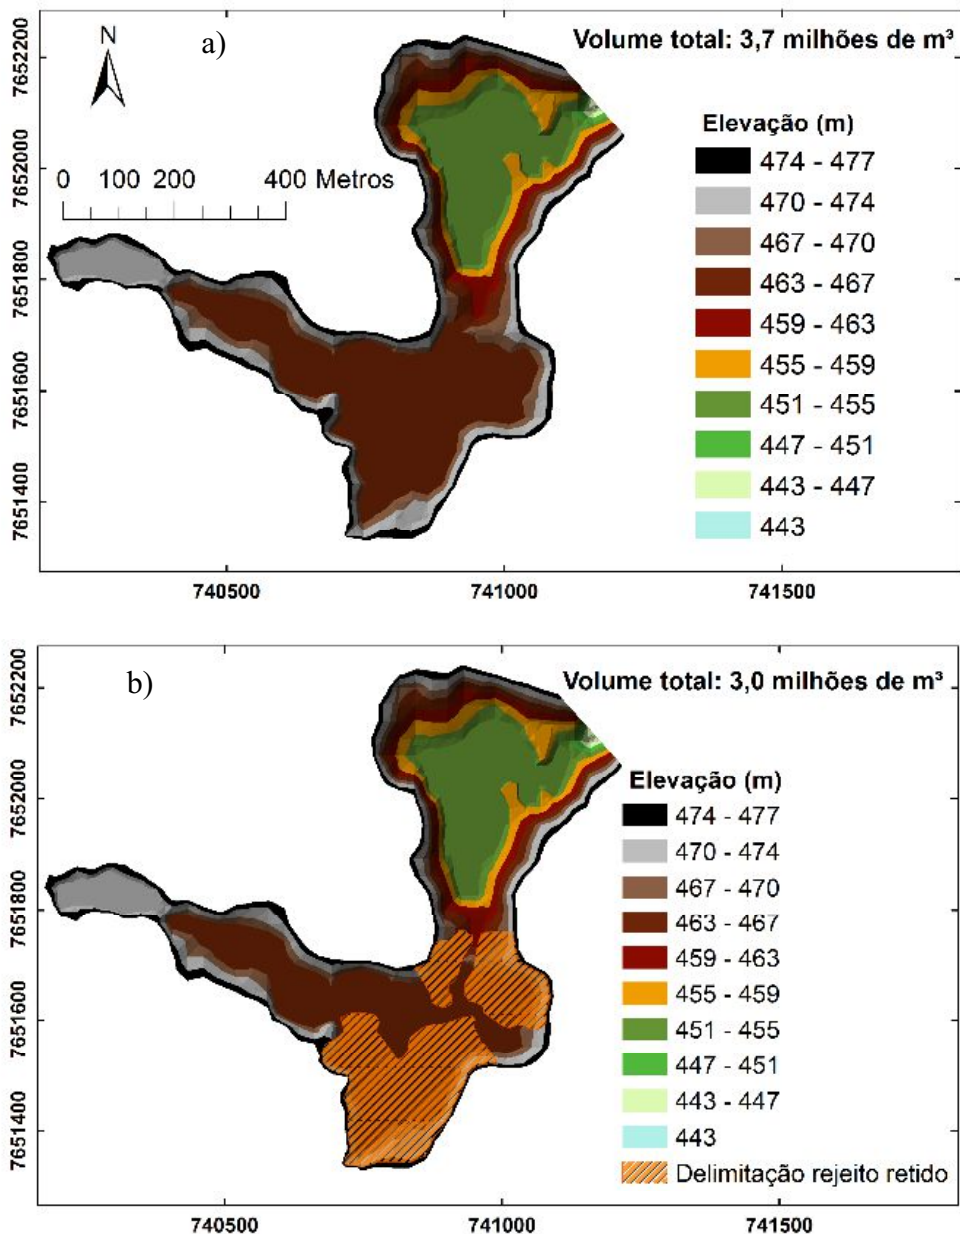 a)
Volume total: 3,7 milhões de m³
N
0 100 200 400 Metros
Elevação (m)
474 - 477
470 - 474
467 - 470
463 - 467
459 - 463
455 - 459
451 - 455
447 - 451
443 - 447
443
7652200
7652000
7651800
7651600
7651400
740500 741000 741500
b)
Volume total: 3,0 milhões de m³
Elevação (m)
474 - 477
470 - 474
467 - 470
463 - 467
459 - 463
455 - 459
451 - 455
447 - 451
443 - 447
443
Delimitação rejeito retido
7652200
7652000
7651800
7651600
7651400
740500 741000 741500